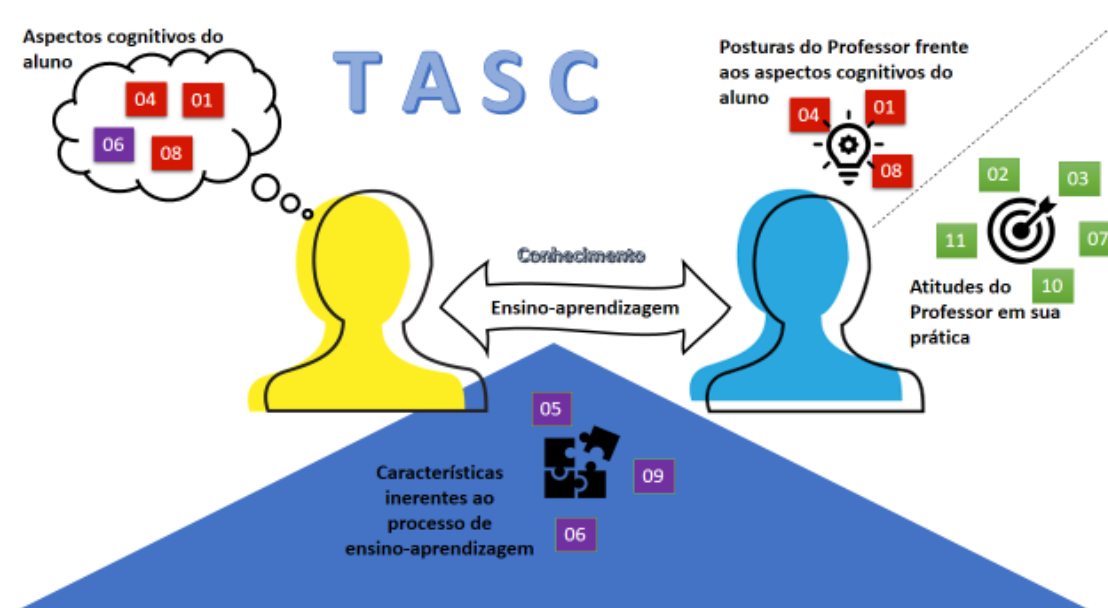 Aspectos cognitivos do
aluno
04 01
06
08
TASC
Posturas do Professor frente
aos aspectos cognitivos do
aluno
04
01
08
02
03
11
07
10
Atitudes do
Professor em sua
prática
Conhecimento
Ensino-aprendizagem
05
09
06
Características
inerentes ao
processo de
ensino-aprendizagem